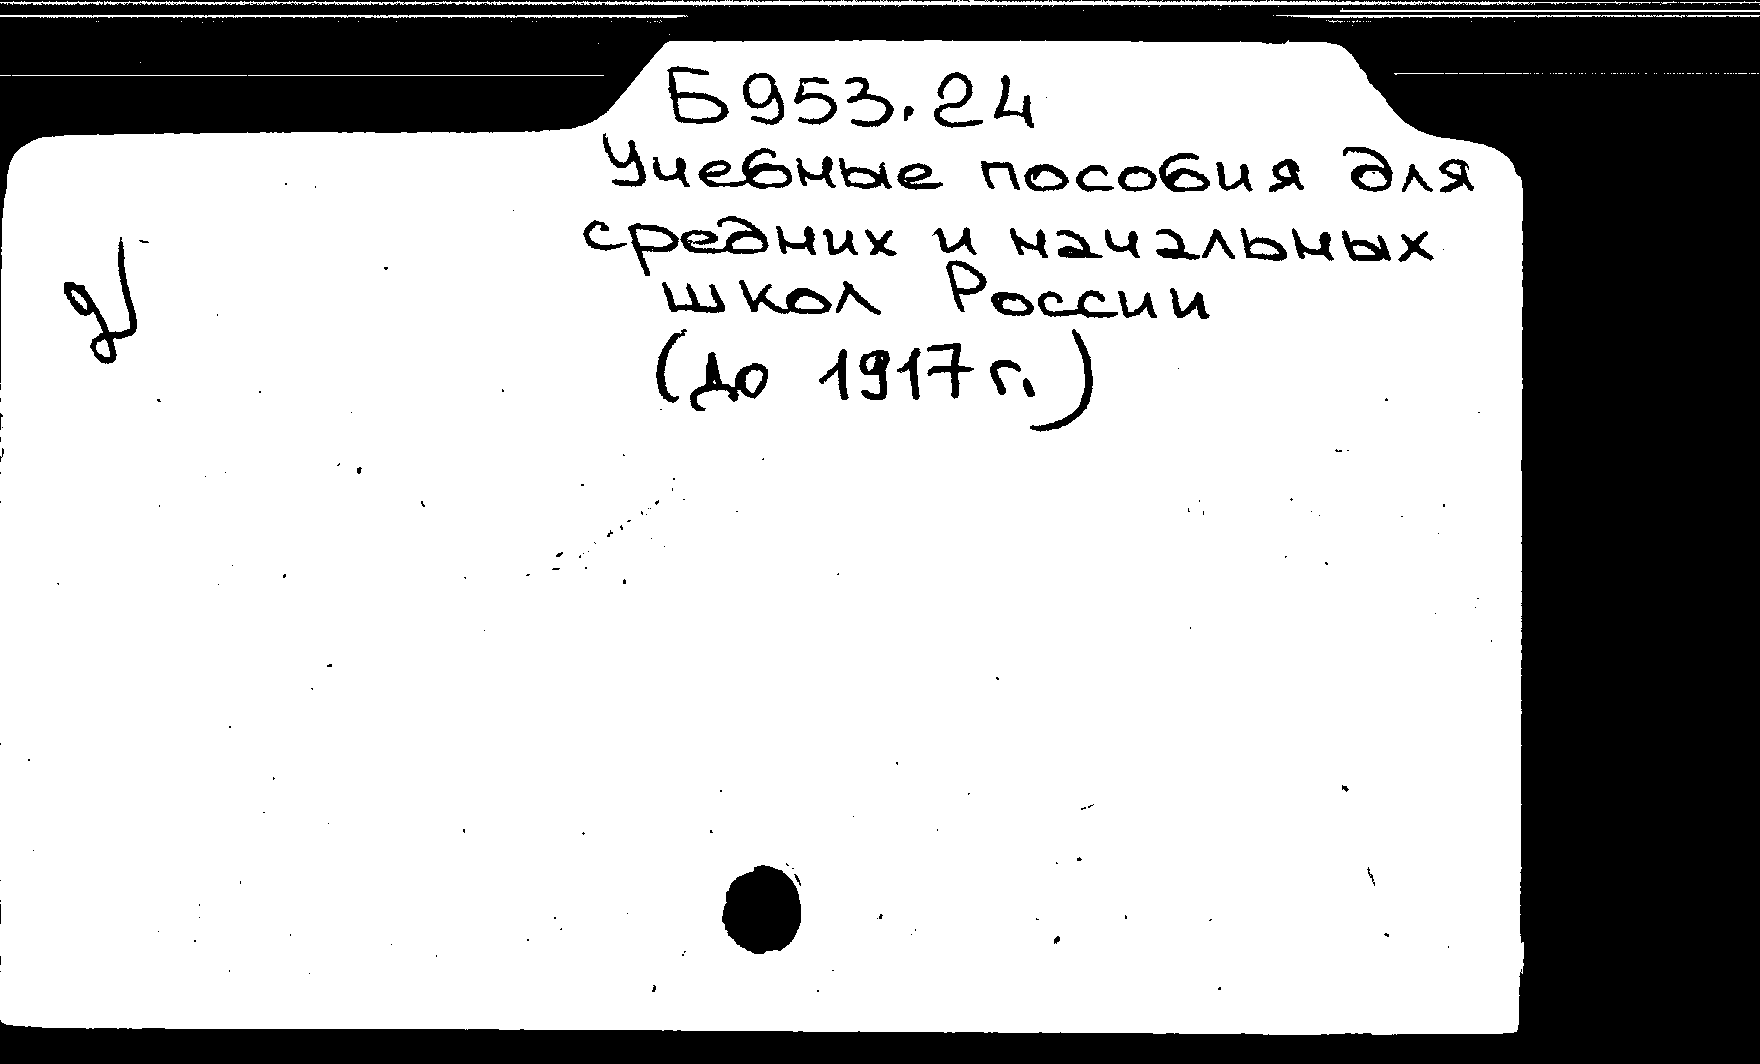 Б953.24
Учебные пособия для
средних и начальных
школ России
(до 1917 г.)